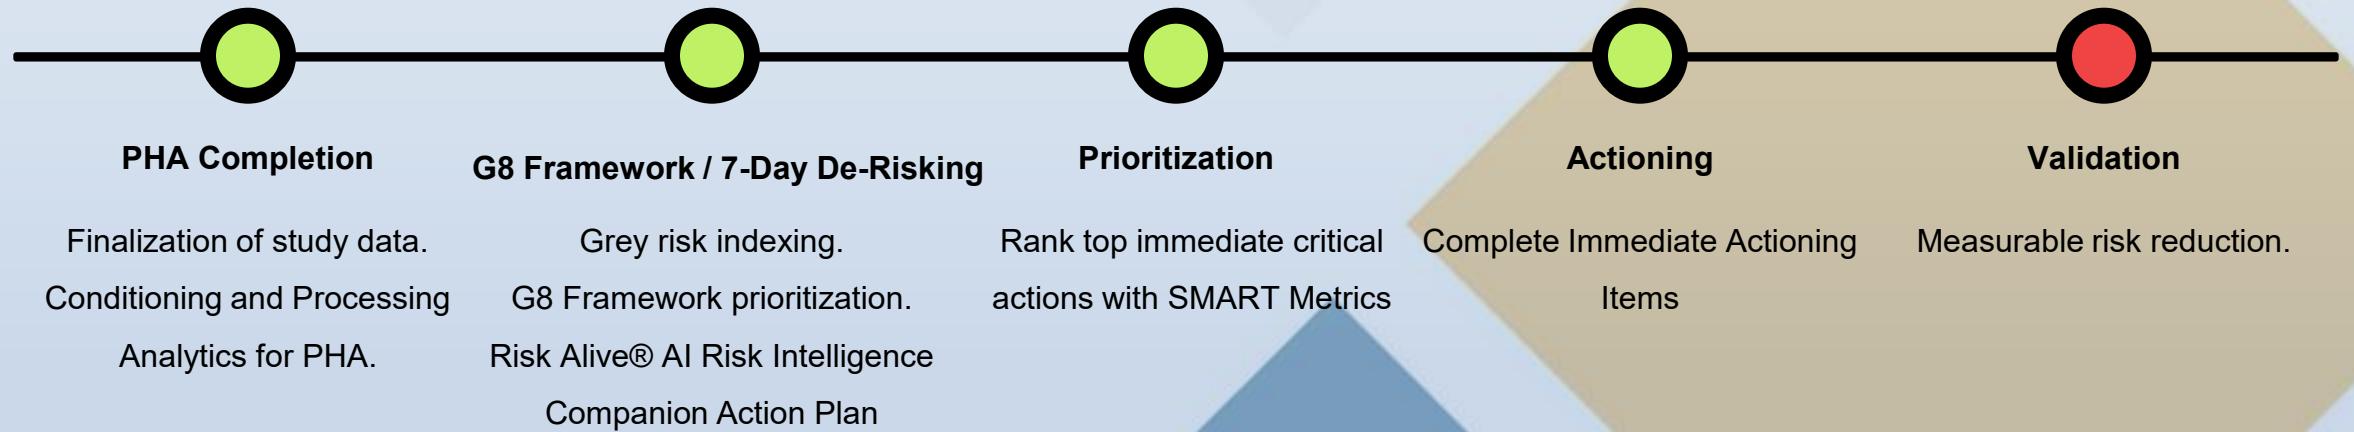 PHA Completion
Finalization of study data.
Conditioning and Processing
Analytics for PHA.
G8 Framework / 7-Day De-Risking
Grey risk indexing.
G8 Framework prioritization.
Risk Alive® AI Risk Intelligence
Companion Action Plan
Prioritization
Rank top immediate critical
actions with SMART Metrics
Actioning
Complete Immediate Actioning
Items
Validation
Measurable risk reduction.